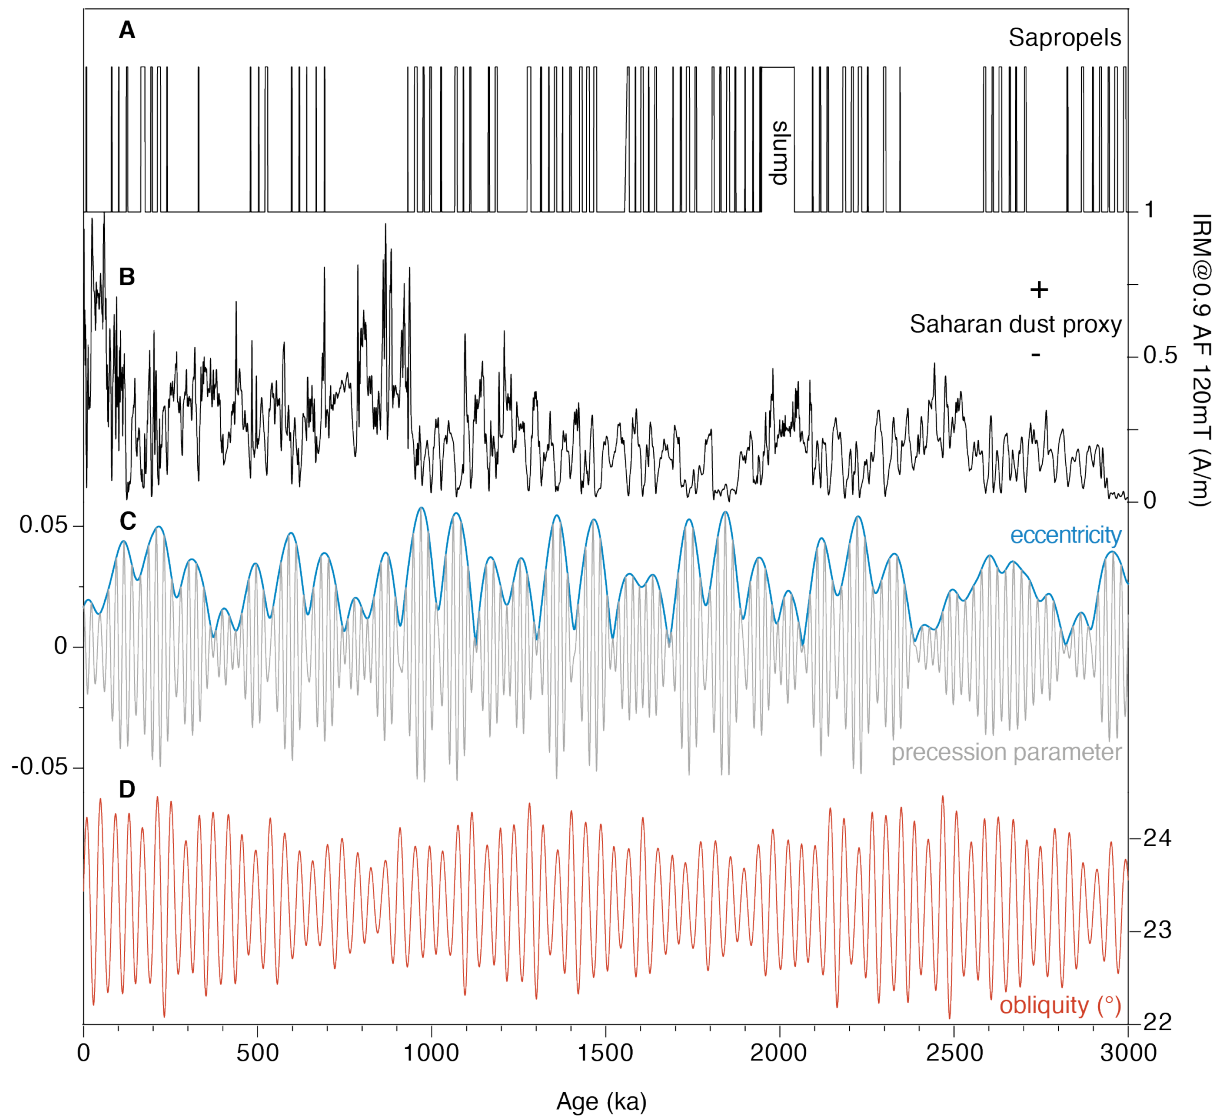 A
Sapropels
slump
1
B
+
Saharan dust proxy
-
0.5
IRM@0.9 AF 120mT (A/m)
0
C
0.05
eccentricity
0
precession parameter
-0.05
D
24
23
obliquity (°)
22
0 500 1000 1500 2000 2500 3000
Age (ka)